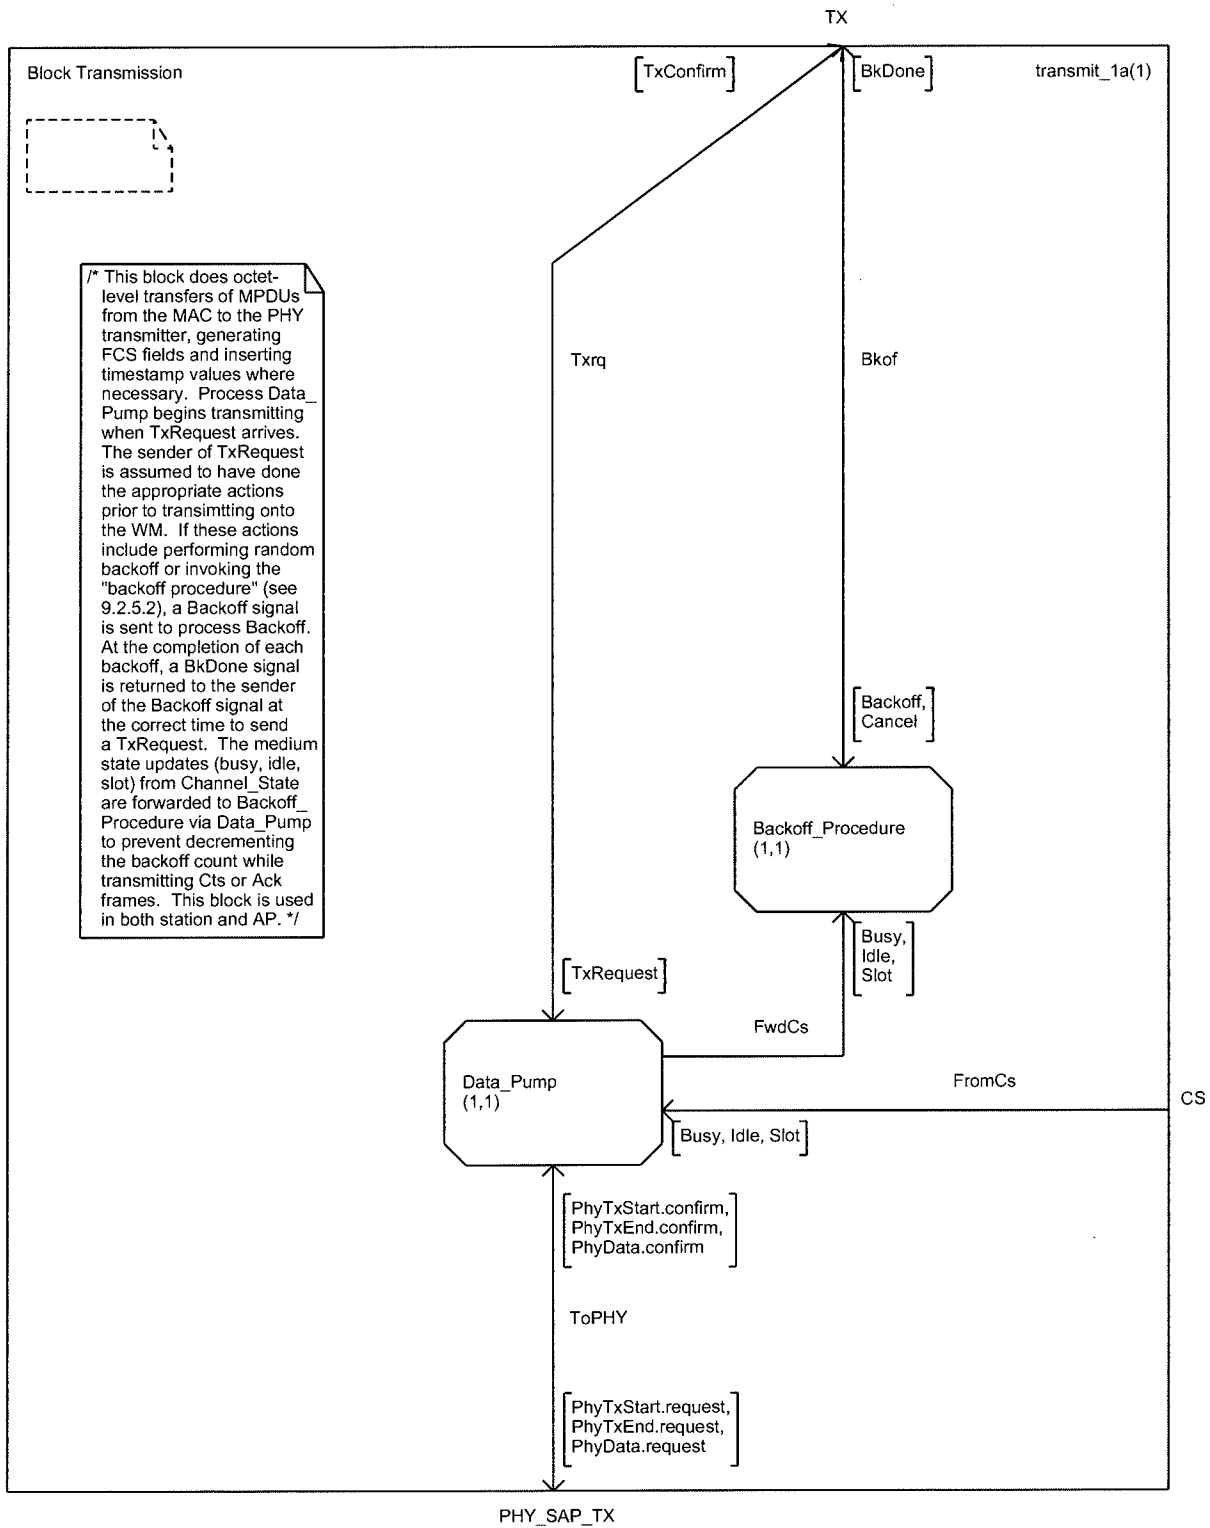 TX
Block Transmission
[TxConfirm]
[BkDone]
transmit_1a(1)
/* This block does octet-
level transfers of MPDUs
from the MAC to the PHY
transmitter, generating
FCS fields and inserting
timestamp values where
necessary. Process Data_
Pump begins transmitting
when TxRequest arrives.
The sender of TxRequest
is assumed to have done
the appropriate actions
prior to transimtting onto
the WM. If these actions
include performing random
backoff or invoking the
"backoff procedure" (see
9.2.5.2), a Backoff signal
is sent to process Backoff.
At the completion of each
backoff, a BkDone signal
is returned to the sender
of the Backoff signal at
the correct time to send
a TxRequest. The medium
state updates (busy, idle,
slot) from Channel_State
are forwarded to Backoff_
Procedure via Data_Pump
to prevent decrementing
the backoff count while
transmitting Cts or Ack
frames. This block is used
in both station and AP. */
Txrq
Bkof
[Backoff,
Cancel]
Backoff_Procedure
(1,1)
[Busy,
Idle,
Slot]
[TxRequest]
FwdCs
Data_Pump
(1,1)
FromCs
CS
[Busy, Idle, Slot]
[PhyTxStart.confirm,
PhyTxEnd.confirm,
PhyData.confirm]
ToPHY
[PhyTxStart.request,
PhyTxEnd.request,
PhyData.request]
PHY_SAP_TX